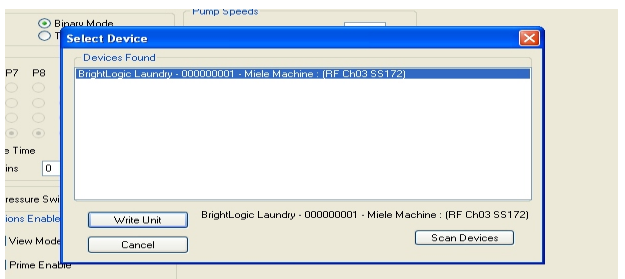 Pump Speeds
Binary Mode
T
Select Device
Devices Found
BrightLogic Laundry - 000000001 - Miele Machine : (RF Ch03 SS172)
P7 P8
e Time
ins 0
ressure Swi
ions Enable
View Mode
Prime Enable
Write Unit
BrightLogic Laundry - 000000001 - Miele Machine : (RF Ch03 SS172)
Cancel
Scan Devices